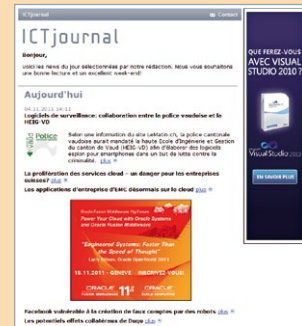 ICTjournal
Contact
ICTjournal
Bonjour,
Voici les news du jour sélectionnées par notre rédaction. Nous vous souhaitons
une bonne lecture et un excellent week-end!
Aujourd'hui
04.11.2011 14:11
Logiciels de surveillance: collaboration entre la police vaudoise et la
HEIG-VD
Police
Selon une information du site LeMatin.ch, la police cantonale
vaudoise aurait mandaté la haute Ecole d'Ingénierie et Gestion
du canton de Vaud (HEIG-VD) afin d'élaborer des logiciels
espion pour smartphones dans un but de lutte contre la
criminalité. plus
La prolifération des services cloud – un danger pour les entreprises
suisses? plus
Les applications d'entreprise d'EMC désormais sur le cloud plus
Power Your Cloud with Oracle Systems
and Oracle Fusion Middleware
"Engineered Systems: Faster Than
the Speed of Thought"
18.11.2011 - GENÈVE INSCRIVEZ-VOUS!
ORACLE 11g ORACLE
Facebook vulnérable à la création de faux comptes par des robots plus
Les potentiels effets collatéraux de Duqu plus
QUE FEREZ-VOUS
AVEC VISUAL
STUDIO 2010 ?
Visual Studio 2010
EN SAVOIR PLUS